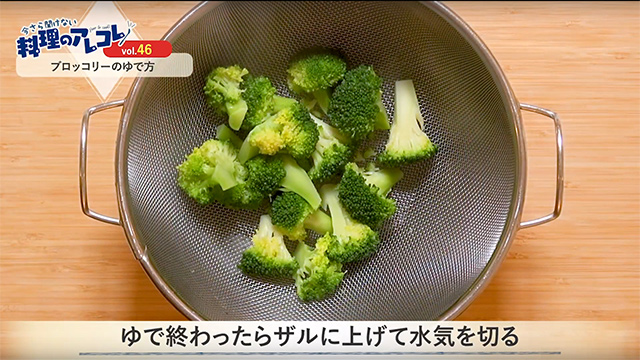 今さら聞けない
料理のアレコレ
vol.46
ブロッコリーのゆで方
ゆで終わったらザルに上げて水気を切る